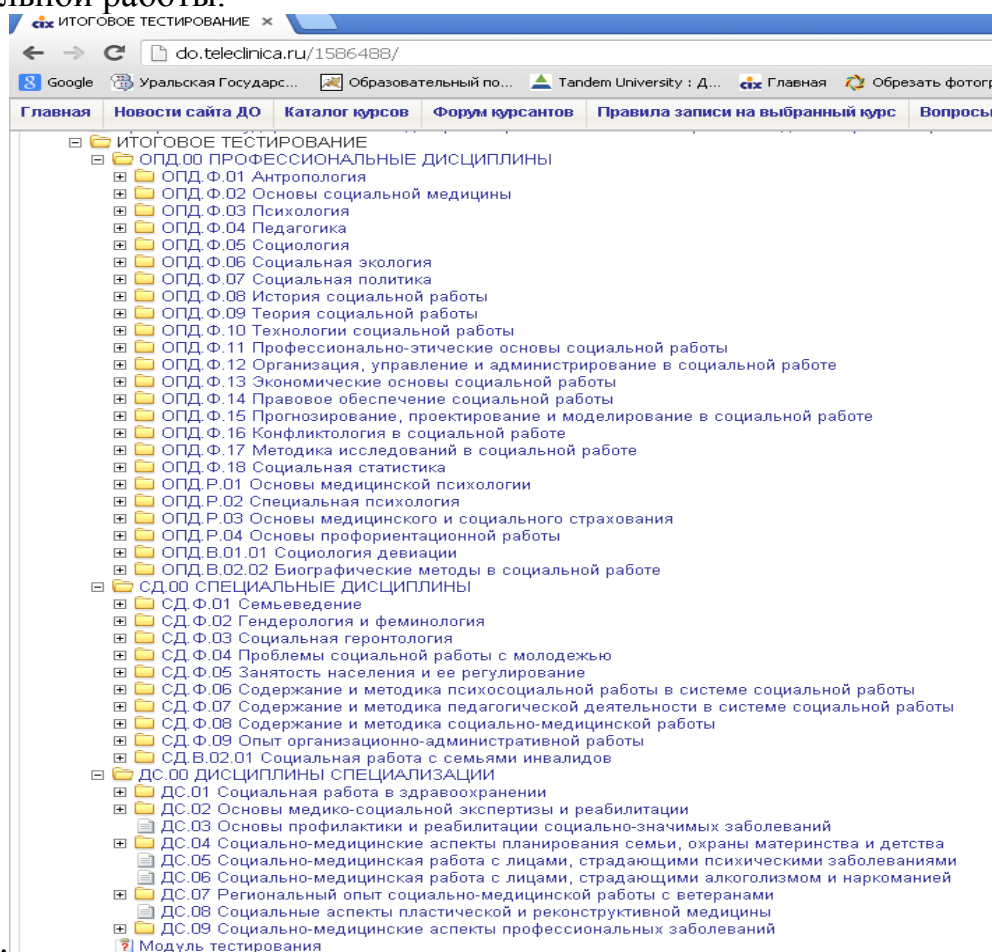 льной работы.
cix ИТОГОВОЕ ТЕСТИРОВАНИЕ ×
do.teleclinica.ru/1586488/
Google Уральская Государс... Образовательный по... Tandem University : Д... Главная Обрезать фотогр
Главная Новости сайта ДО Каталог курсов Форум курсантов Правила записи на выбранный курс Вопросы
ИТОГОВОЕ ТЕСТИРОВАНИЕ
ОПД.00 ПРОФЕССИОНАЛЬНЫЕ ДИСЦИПЛИНЫ
ОПД.Ф.01 Антропология
ОПД.Ф.02 Основы социальной медицины
ОПД.Ф.03 Психология
ОПД.Ф.04 Педагогика
ОПД.Ф.05 Социология
ОПД.Ф.06 Социальная экология
ОПД.Ф.07 Социальная политика
ОПД.Ф.08 История социальной работы
ОПД.Ф.09 Теория социальной работы
ОПД.Ф.10 Технологии социальной работы
ОПД.Ф.11 Профессионально-этические основы социальной работы
ОПД.Ф.12 Организация, управление и администрирование в социальной работе
ОПД.Ф.13 Экономические основы социальной работы
ОПД.Ф.14 Правовое обеспечение социальной работы
ОПД.Ф.15 Прогнозирование, проектирование и моделирование в социальной работе
ОПД.Ф.16 Конфликтология в социальной работе
ОПД.Ф.17 Методика исследований в социальной работе
ОПД.Ф.18 Социальная статистика
ОПД.Р.01 Основы медицинской психологии
ОПД.Р.02 Специальная психология
ОПД.Р.03 Основы медицинского и социального страхования
ОПД.Р.04 Основы профориентационной работы
ОПД.В.01.01 Социология девиации
ОПД.В.02.02 Биографические методы в социальной работе
СД.00 СПЕЦИАЛЬНЫЕ ДИСЦИПЛИНЫ
СД.Ф.01 Семьеведение
СД.Ф.02 Гендерология и феминология
СД.Ф.03 Социальная геронтология
СД.Ф.04 Проблемы социальной работы с молодежью
СД.Ф.05 Занятость населения и ее регулирование
СД.Ф.06 Содержание и методика психосоциальной работы в системе социальной работы
СД.Ф.07 Содержание и методика педагогической деятельности в системе социальной работы
СД.Ф.08 Содержание и методика социально-медицинской работы
СД.Ф.09 Опыт организационно-административной работы
СД.В.02.01 Социальная работа с семьями инвалидов
ДС.00 ДИСЦИПЛИНЫ СПЕЦИАЛИЗАЦИИ
ДС.01 Социальная работа в здравоохранении
ДС.02 Основы медико-социальной экспертизы и реабилитации
ДС.03 Основы профилактики и реабилитации социально-значимых заболеваний
ДС.04 Социально-медицинские аспекты планирования семьи, охраны материнства и детства
ДС.05 Социально-медицинская работа с лицами, страдающими психическими заболеваниями
ДС.06 Социально-медицинская работа с лицами, страдающими алкоголизмом и наркоманией
ДС.07 Региональный опыт социально-медицинской работы с ветеранами
ДС.08 Социальные аспекты пластической и реконструктивной медицины
ДС.09 Социально-медицинские аспекты профессиональных заболеваний
. Модуль тестирования